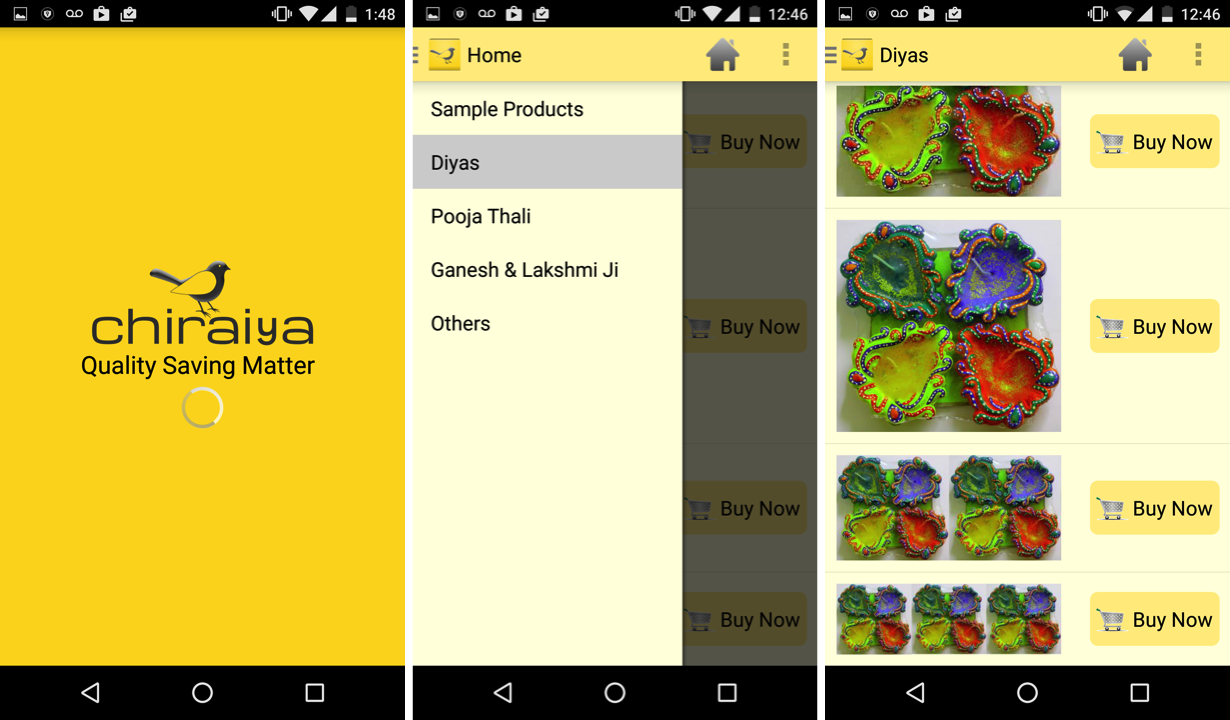 1:48
chiraiya
Quality Saving Matter
12:46
Home
Sample Products
Diyas
Pooja Thali
Ganesh & Lakshmi Ji
Others
Buy Now
Buy Now
Buy Now
Buy Now
12:46
Diyas
Buy Now
Buy Now
Buy Now
Buy Now